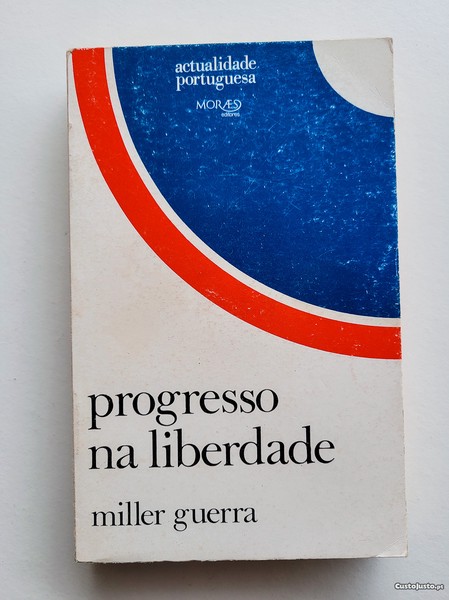 actualidade
portuguesa
MORAES
editores
progresso
na liberdade
miller guerra
CustoJusto.pt